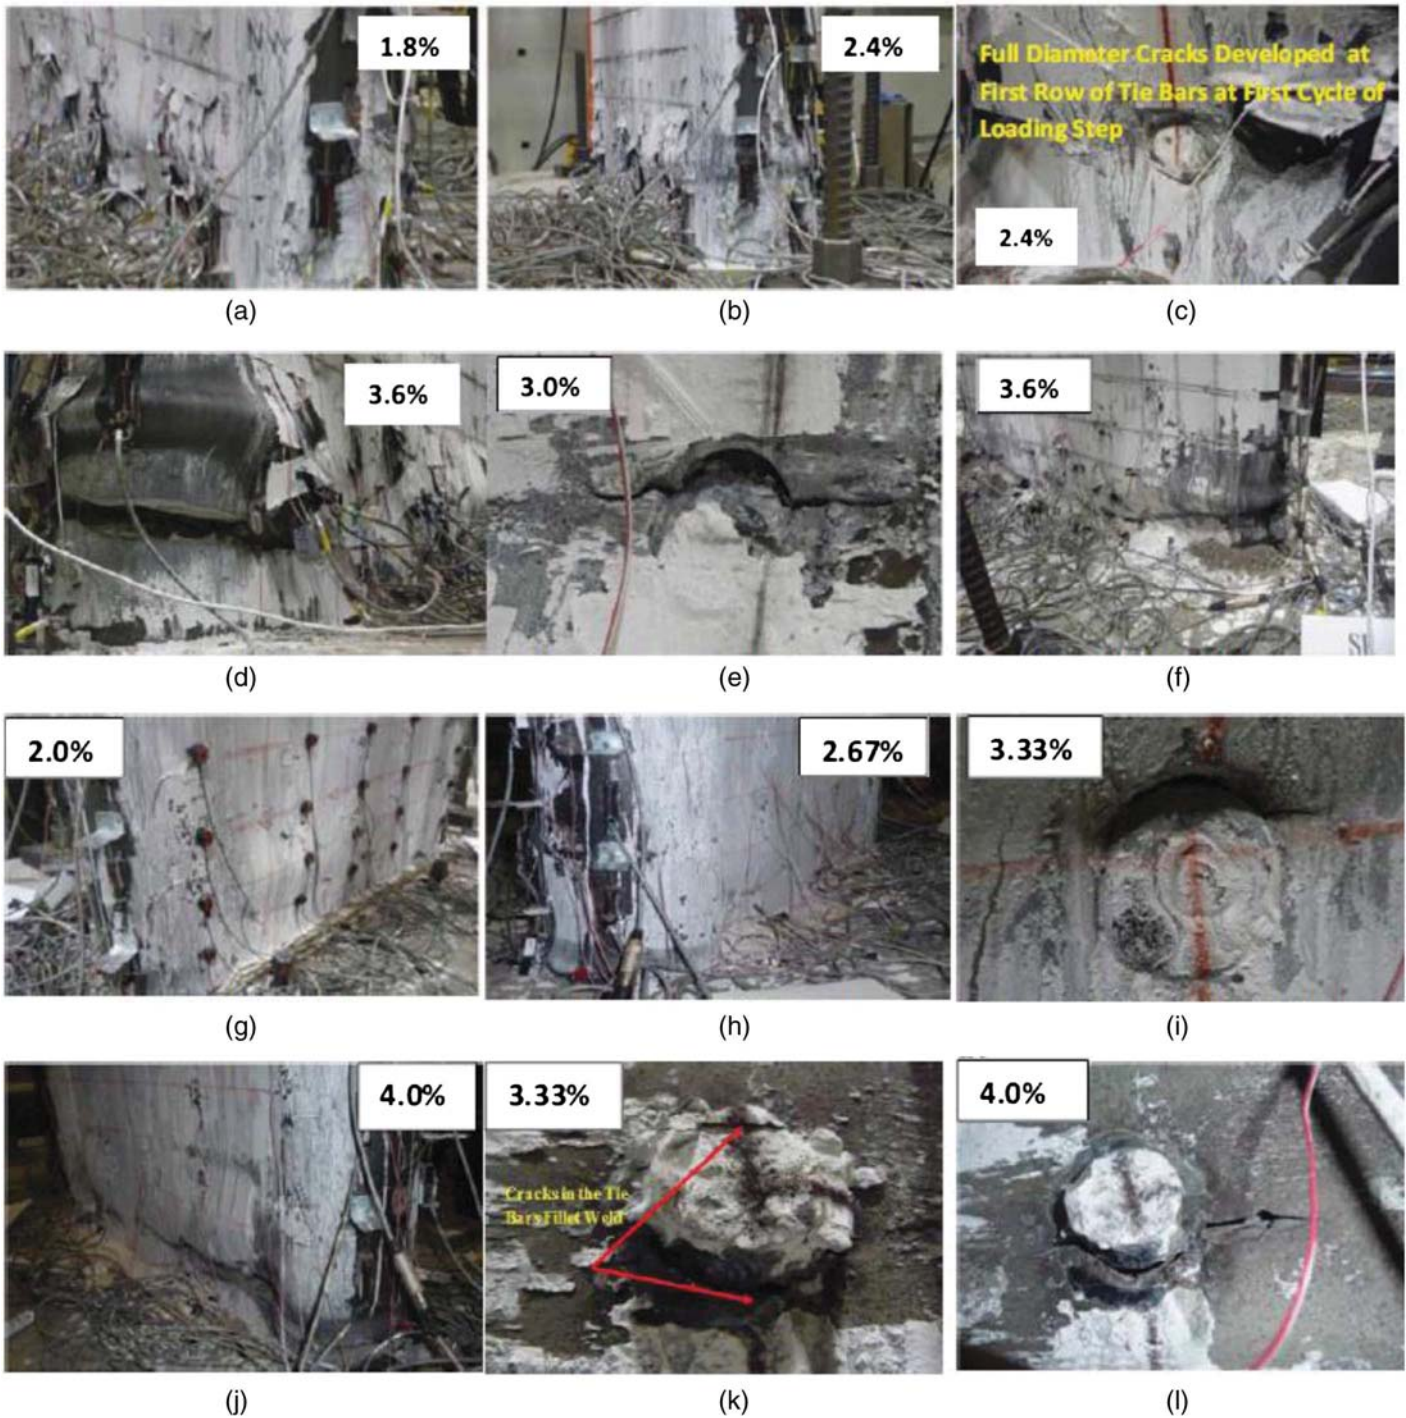 1.8%
2.4%
Full Diameter Cracks Developed at
First Row of Tie Bars at First Cycle of
Loading Step
2.4%
(a)
(b)
(c)
3.6%
3.0%
3.6%
(d)
(e)
(f)
2.0%
2.67%
3.33%
(g)
(h)
(i)
4.0%
3.33%
4.0%
Cracks in the Tie
Bar's Fillet Weld
(j)
(k)
(l)